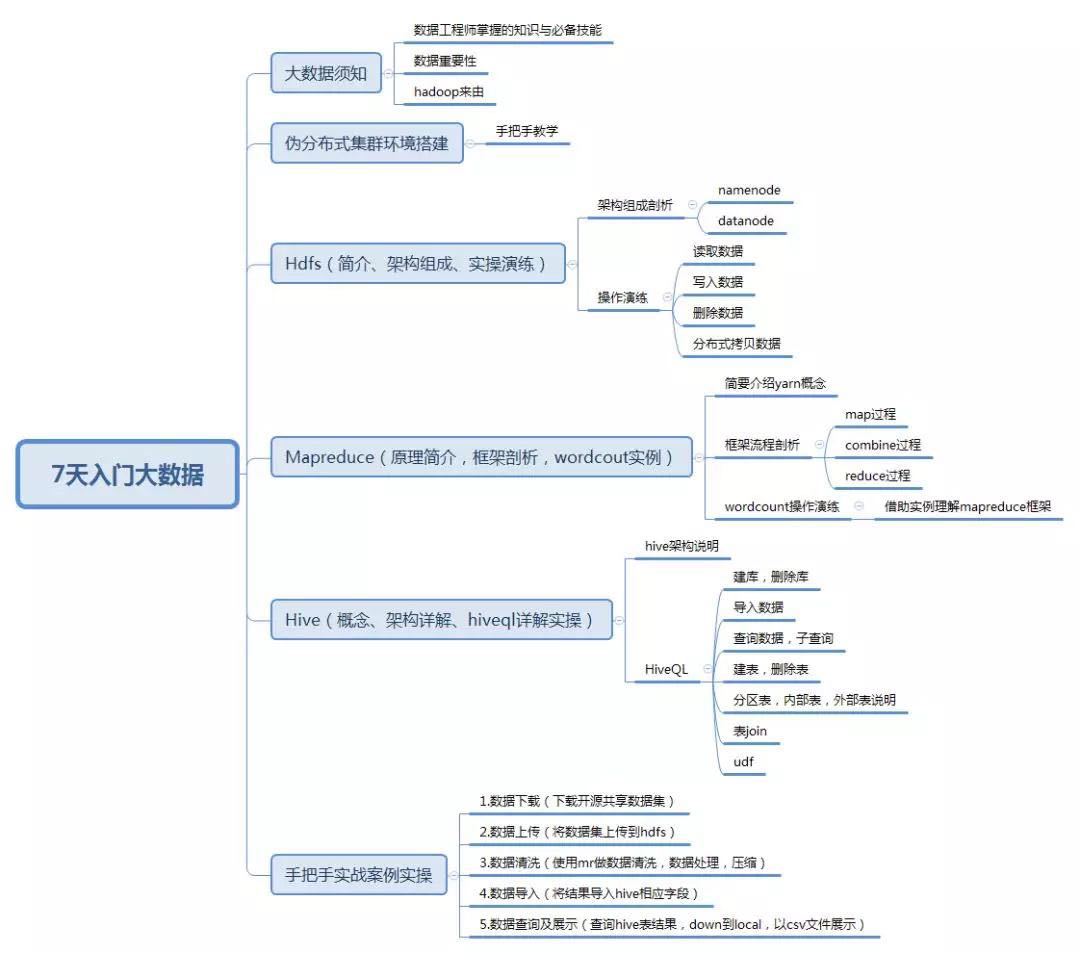 7天入门大数据
大数据须知
数据工程师掌握的知识与必备技能
数据重要性
hadoop来由
伪分布式集群环境搭建
手把手教学
Hdfs（简介、架构组成、实操演练）
架构组成剖析
namenode
datanode
操作演练
读取数据
写入数据
删除数据
分布式拷贝数据
Mapreduce（原理简介，框架剖析，wordcout实例）
简要介绍yarn概念
框架流程剖析
map过程
combine过程
reduce过程
wordcount操作演练
借助实例理解mapreduce框架
Hive（概念、架构详解、hiveql详解实操）
hive架构说明
HiveQL
建库，删除库
导入数据
查询数据，子查询
建表，删除表
分区表，内部表，外部表说明
表join
udf
手把手实战案例实操
1.数据下载（下载开源共享数据集）
2.数据上传（将数据集上传到hdfs）
3.数据清洗（使用mr做数据清洗，数据处理，压缩）
4.数据导入（将结果导入hive相应字段）
5.数据查询及展示（查询hive表结果，down到local，以csv文件展示）